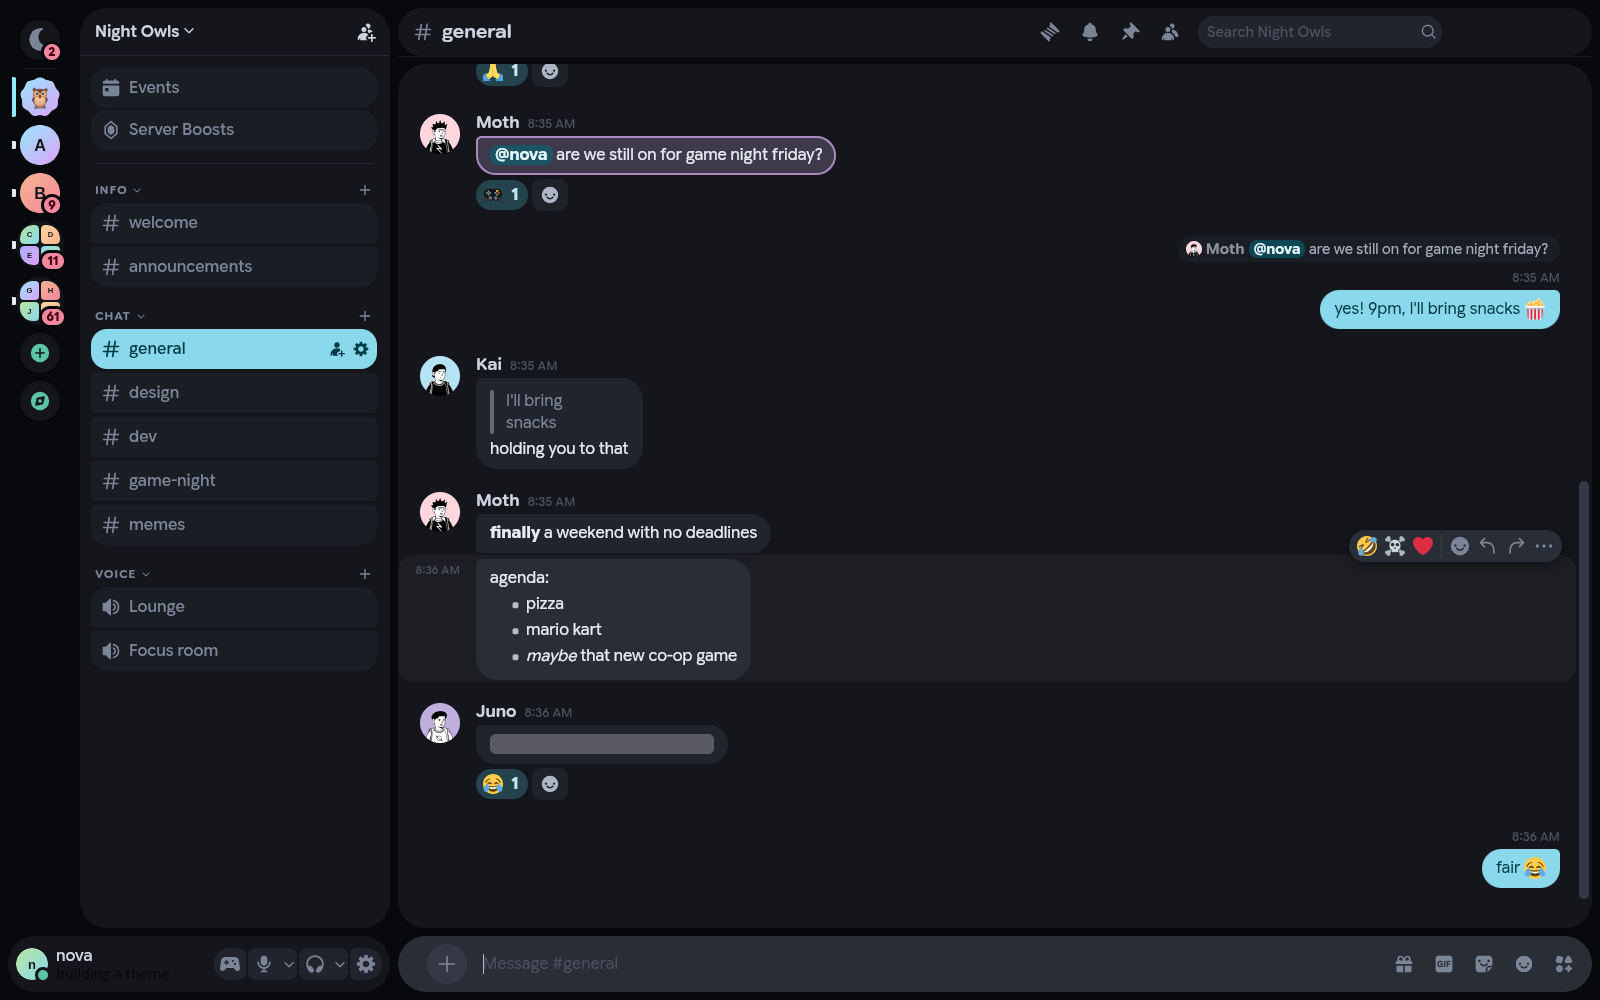 2
A
B
9
C
D
E
11
G
H
J
61
Night Owls
Events
Server Boosts
INFO
welcome
announcements
CHAT
general
design
dev
game-night
memes
VOICE
Lounge
Focus room
n
nova
building a theme
general
Search Night Owls
1
Moth 8:35 AM
@nova are we still on for game night friday?
1
Moth @nova are we still on for game night friday?
8:35 AM
yes! 9pm, I'll bring snacks 🍿
Kai 8:35 AM
I'll bring
snacks
holding you to that
Moth 8:35 AM
finally a weekend with no deadlines
8:36 AM
agenda:
▪ pizza
▪ mario kart
▪ maybe that new co-op game
Juno 8:36 AM
😂 1
8:36 AM
fair 😂
Message #general
GIF